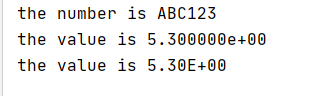 the number is ABC123
the value is 5.300000e+00
the value is 5.30E+00